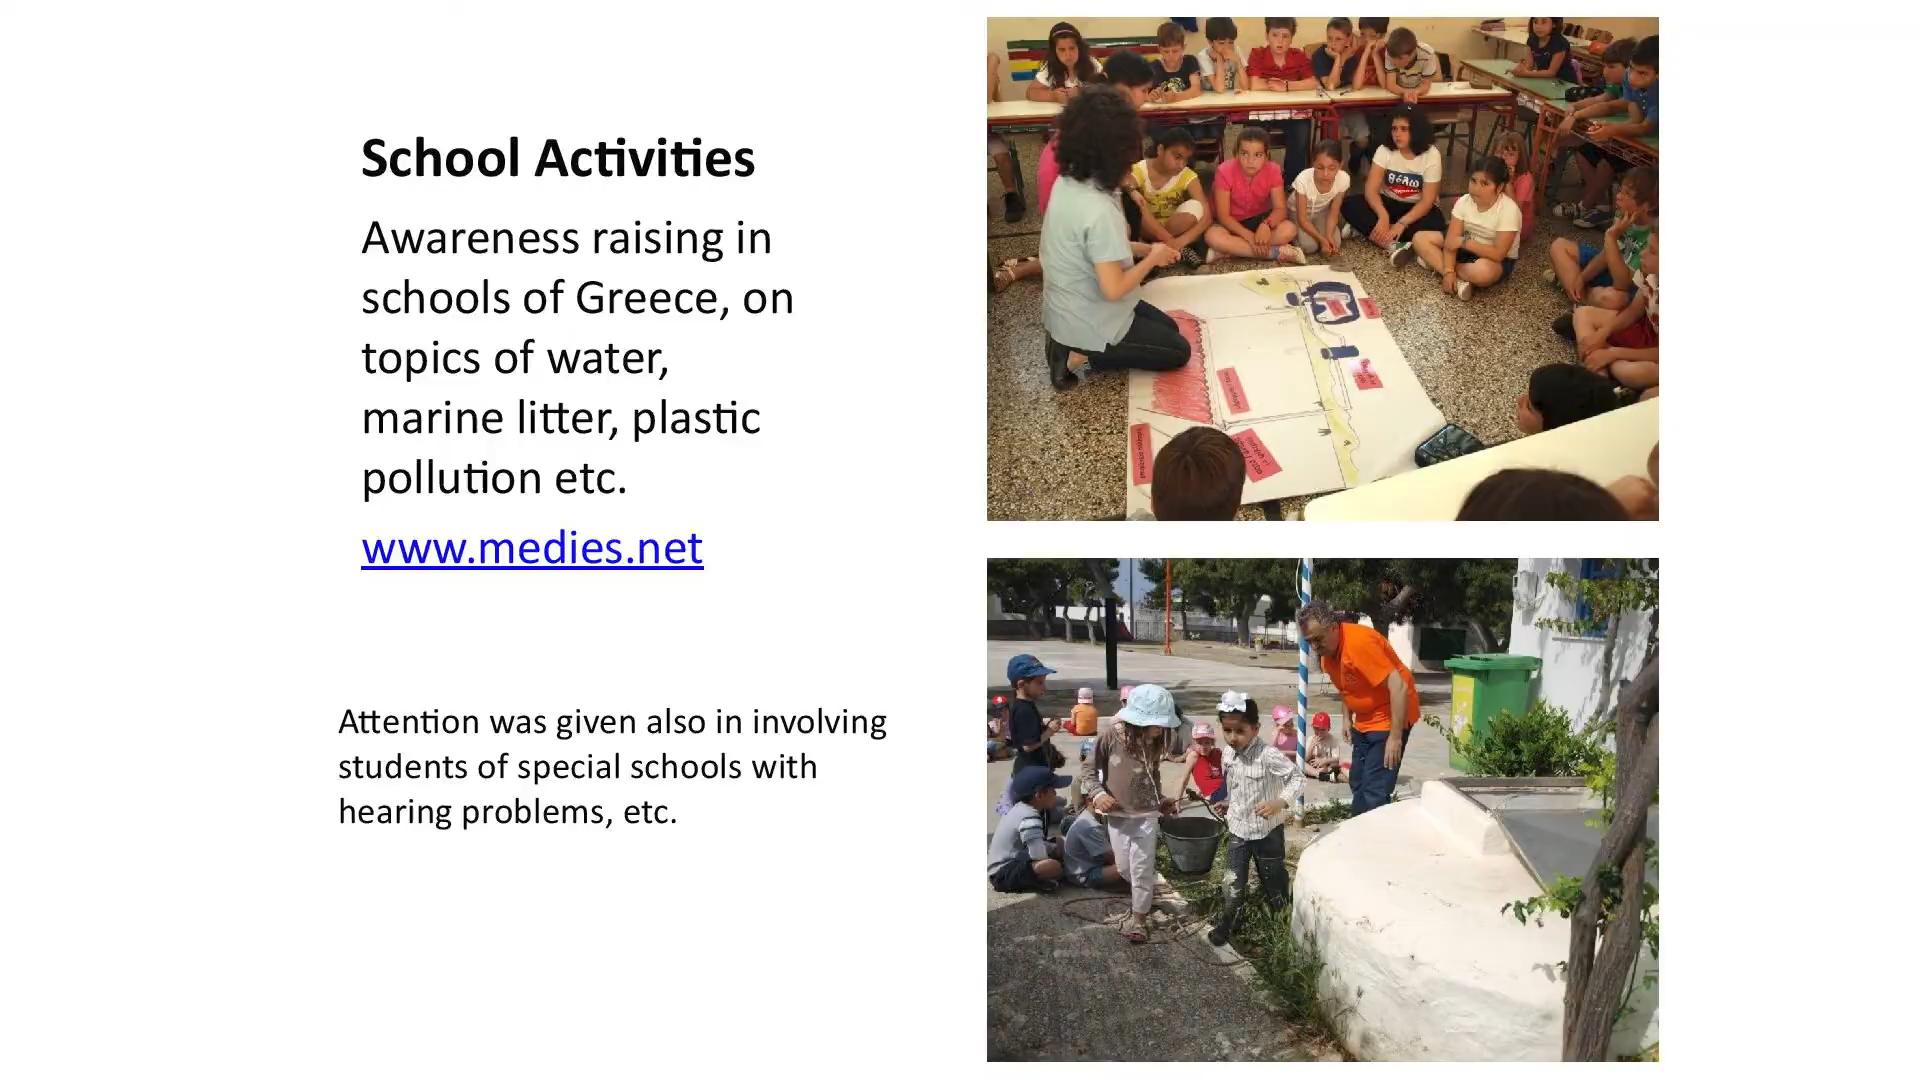 School Activities
Awareness raising in
schools of Greece, on
topics of water,
marine litter, plastic
pollution etc.
www.medies.net
Attention was given also in involving
students of special schools with
hearing problems, etc.
θέλω